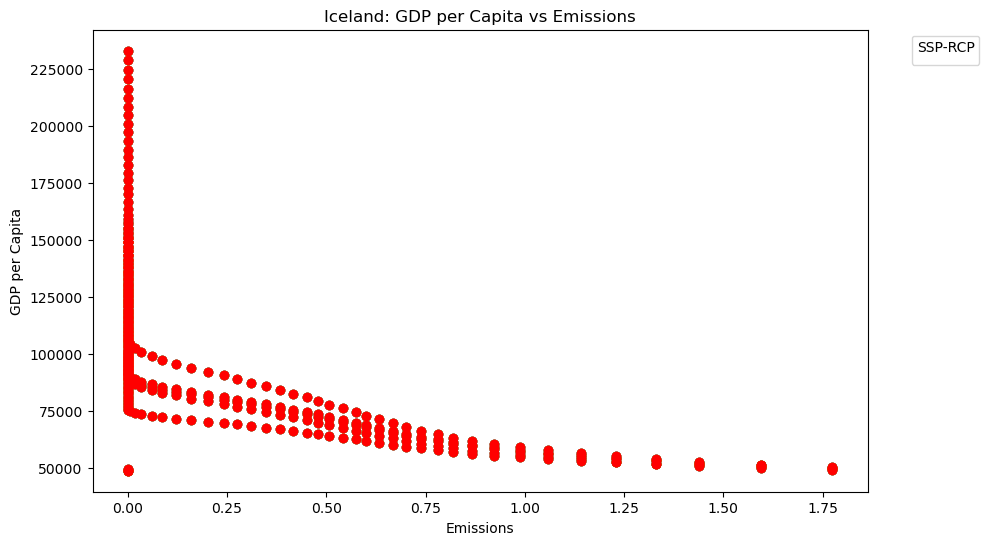 Iceland: GDP per Capita vs Emissions
SSP-RCP
GDP per Capita
225000
200000
175000
150000
125000
100000
75000
50000
0.00 0.25 0.50 0.75 1.00 1.25 1.50 1.75
Emissions